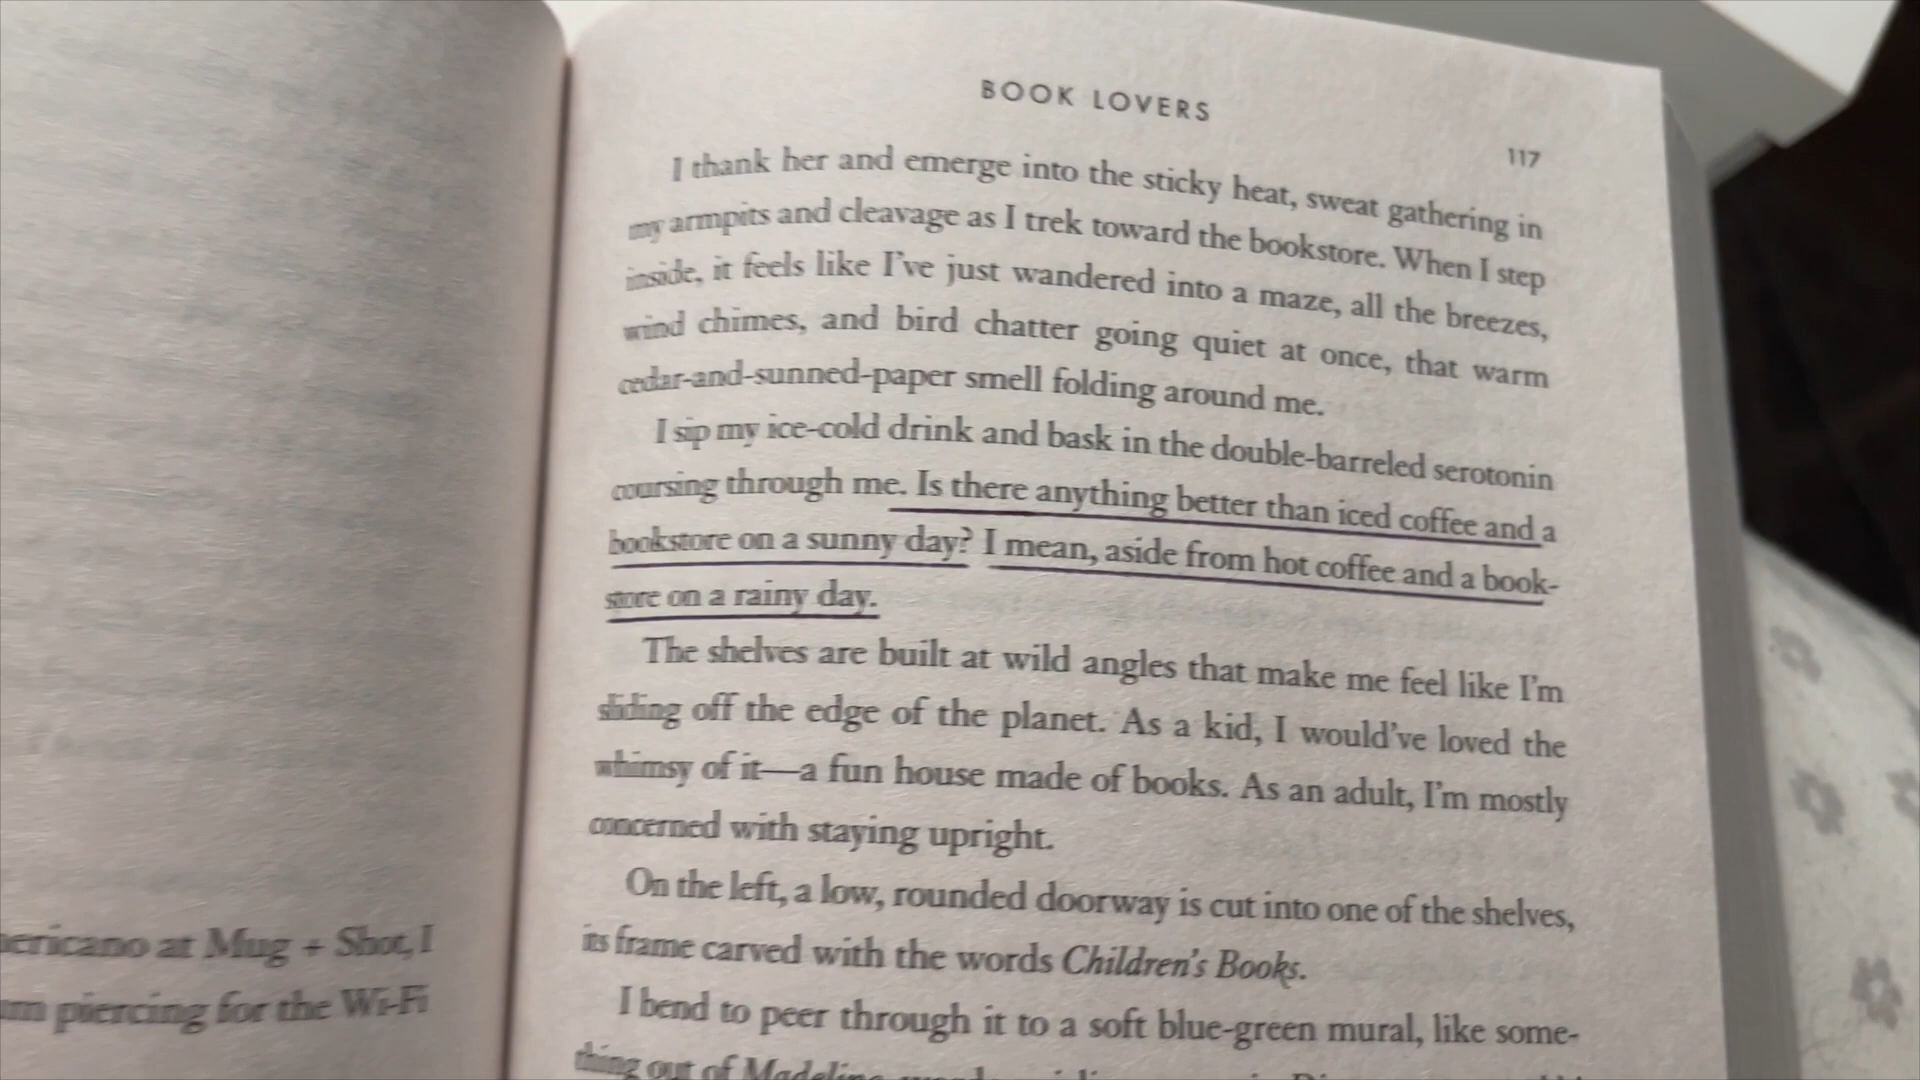 ericano at Mug + Shot, I
piercing for the Wi-Fi
BOOK LOVERS
117
I thank her and emerge into the sticky heat, sweat gathering in
my armpits and cleavage as I trek toward the bookstore. When I step
inside, it feels like I've just wandered into a maze, all the breezes,
wind chimes, and bird chatter going quiet at once, that warm
cedar-and-sunned-paper smell folding around me.
I sip my ice-cold drink and bask in the double-barreled serotonin
coursing through me. Is there anything better than iced coffee and a
bookstore on a sunny day? I mean, aside from hot coffee and a book-
store on a rainy day.
The shelves are built at wild angles that make me feel like I'm
sliding off the edge of the planet. As a kid, I would've loved the
whimsy of it—a fun house made of books. As an adult, I'm mostly
concerned with staying upright.
On the left, a low, rounded doorway is cut into one of the shelves,
its frame carved with the words Children's Books.
I bend to peer through it to a soft blue-green mural, like some-
thing out of Madeline